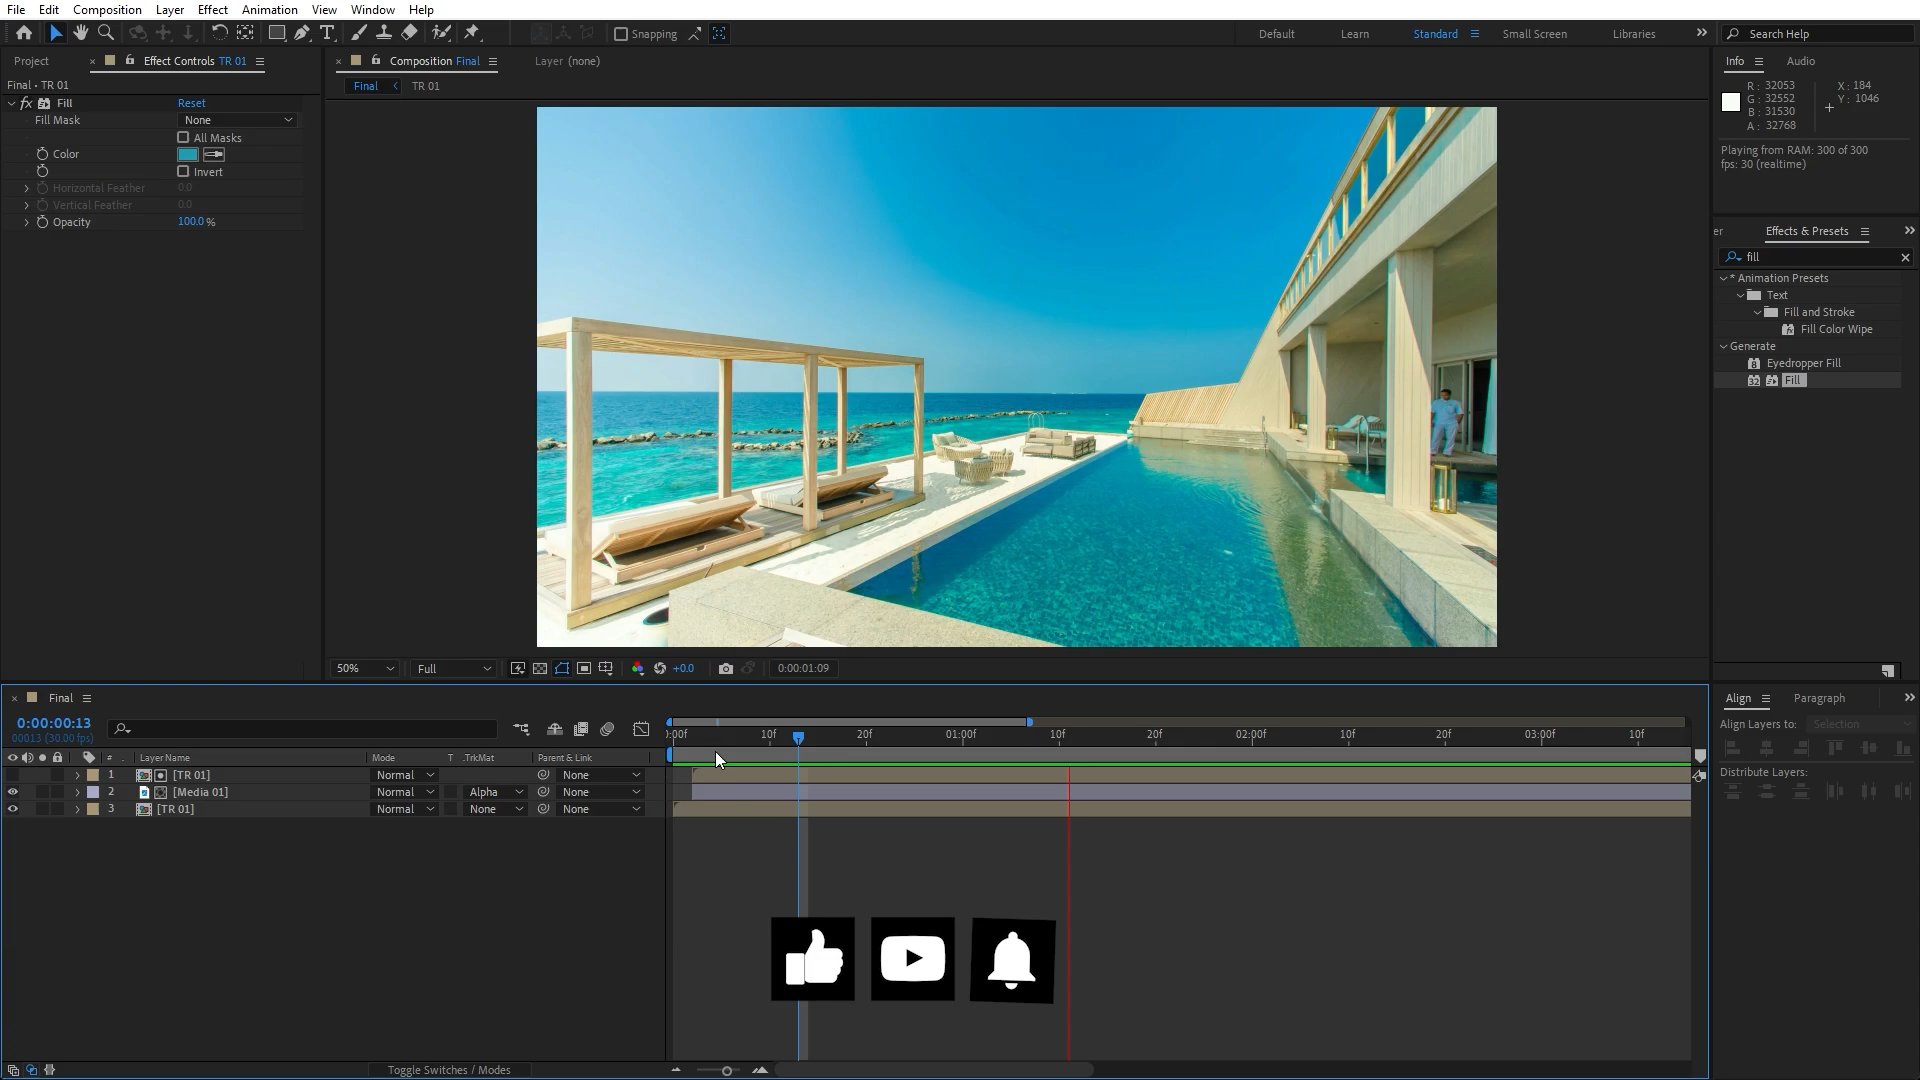 File Edit Composition Layer Effect Animation View Window Help
Snapping
Default Learn Standard Small Screen Libraries
Search Help
Project Effect Controls TR 01
Composition Final
Layer (none)
Info Audio
Final • TR 01
Final TR 01
Fill Reset
Fill Mask None
All Masks
Color
Invert
Horizontal Feather 0.0
Vertical Feather 0.0
Opacity 100.0 %
R : 32053
G : 32552
B : 31530
A : 32768
X : 184
Y : 1046
Playing from RAM: 300 of 300
fps: 30 (realtime)
er Effects & Presets
fill
* Animation Presets
Text
Fill and Stroke
Fill Color Wipe
Generate
Eyedropper Fill
32 Fill
50% Full +0.0 0:00:01:09
Final
0:00:00:13
00013 (30.00 fps)
):00f 10f 20f 01:00f 10f 20f 02:00f 10f 20f 03:00f 10f
# Layer Name Mode T .TrkMat Parent & Link
1 [TR 01] Normal None
2 [Media 01] Normal Alpha None
3 [TR 01] Normal None None
Toggle Switches / Modes
Align Paragraph
Align Layers to: Selection
Distribute Layers: